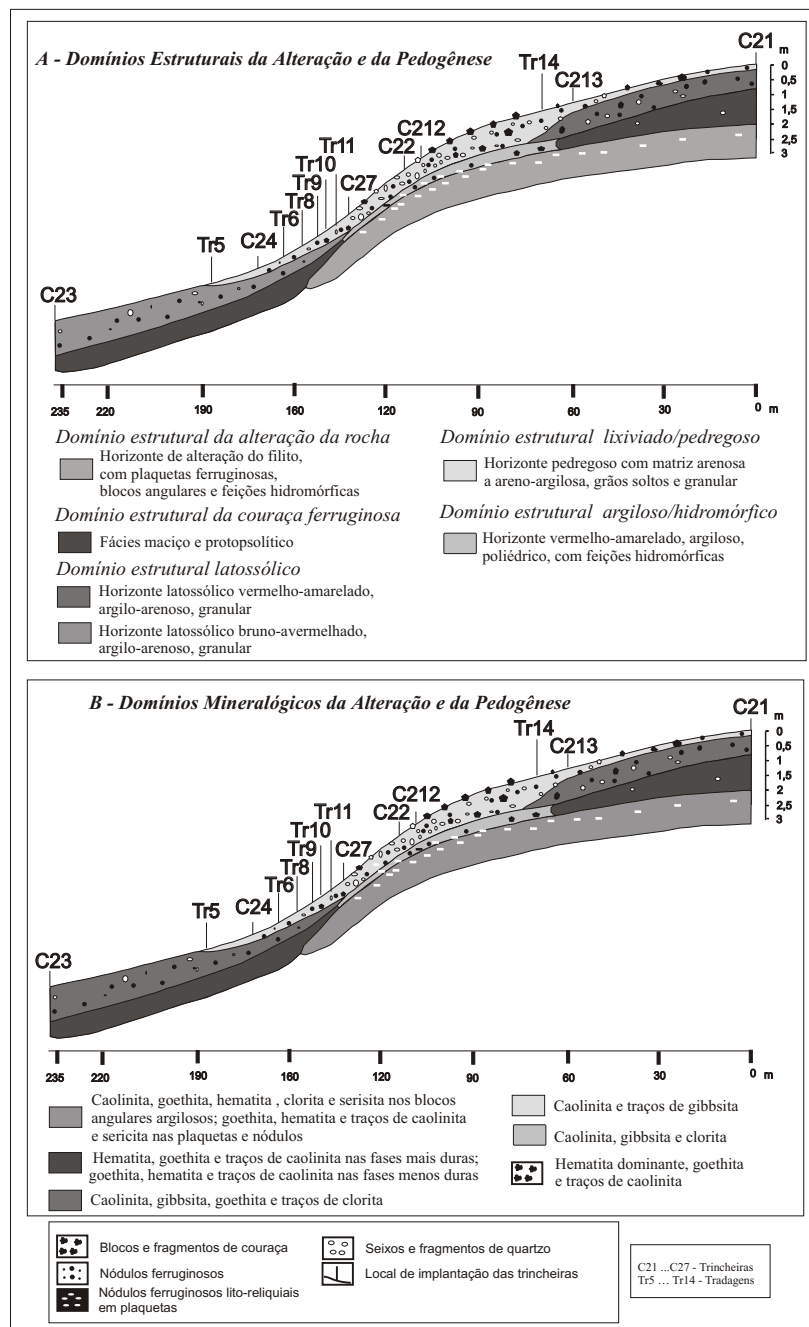 A - Domínios Estruturais da Alteração e da Pedogênese
C21
m
0
0,5
1
1,5
2
2,5
3
Tr14
C213
C212
C22
Tr11
Tr10
Tr9
C27
Tr8
Tr6
C24
Tr5
C23
235
220
190
160
120
90
60
30
0 m
Domínio estrutural da alteração da rocha
Horizonte de alteração do filito,
com plaquetas ferruginosas,
blocos angulares e feições hidromórficas
Domínio estrutural da couraça ferruginosa
Fácies maciço e protopsolítico
Domínio estrutural latossólico
Horizonte latossólico vermelho-amarelado,
argilo-arenoso, granular
Horizonte latossólico bruno-avermelhado,
argilo-arenoso, granular
Domínio estrutural lixiviado/pedregoso
Horizonte pedregoso com matriz arenosa
a areno-argilosa, grãos soltos e granular
Domínio estrutural argiloso/hidromórfico
Horizonte vermelho-amarelado, argiloso,
poliédrico, com feições hidromórficas
B - Domínios Mineralógicos da Alteração e da Pedogênese
C21
m
0
0,5
1
1,5
2
2,5
3
Tr14
C213
C212
C22
Tr11
Tr10
Tr9
C27
Tr8
Tr6
C24
Tr5
C23
235
220
190
160
120
90
60
30
0 m
Caolinita, goethita, hematita , clorita e serisita nos blocos
angulares argilosos; goethita, hematita e traços de caolinita
e sericita nas plaquetas e nódulos
Hematita, goethita e traços de caolinita nas fases mais duras;
goethita, hematita e traços de caolinita nas fases menos duras
Caolinita, gibbsita, goethita e traços de clorita
Caolinita e traços de gibbsita
Caolinita, gibbsita e clorita
Hematita dominante, goethita
e traços de caolinita
Blocos e fragmentos de couraça
Nódulos ferruginosos
Nódulos ferruginosos lito-reliquiais
em plaquetas
Seixos e fragmentos de quartzo
Local de implantação das trincheiras
C21 ...C27 - Trincheiras
Tr5 ... Tr14 - Tradagens